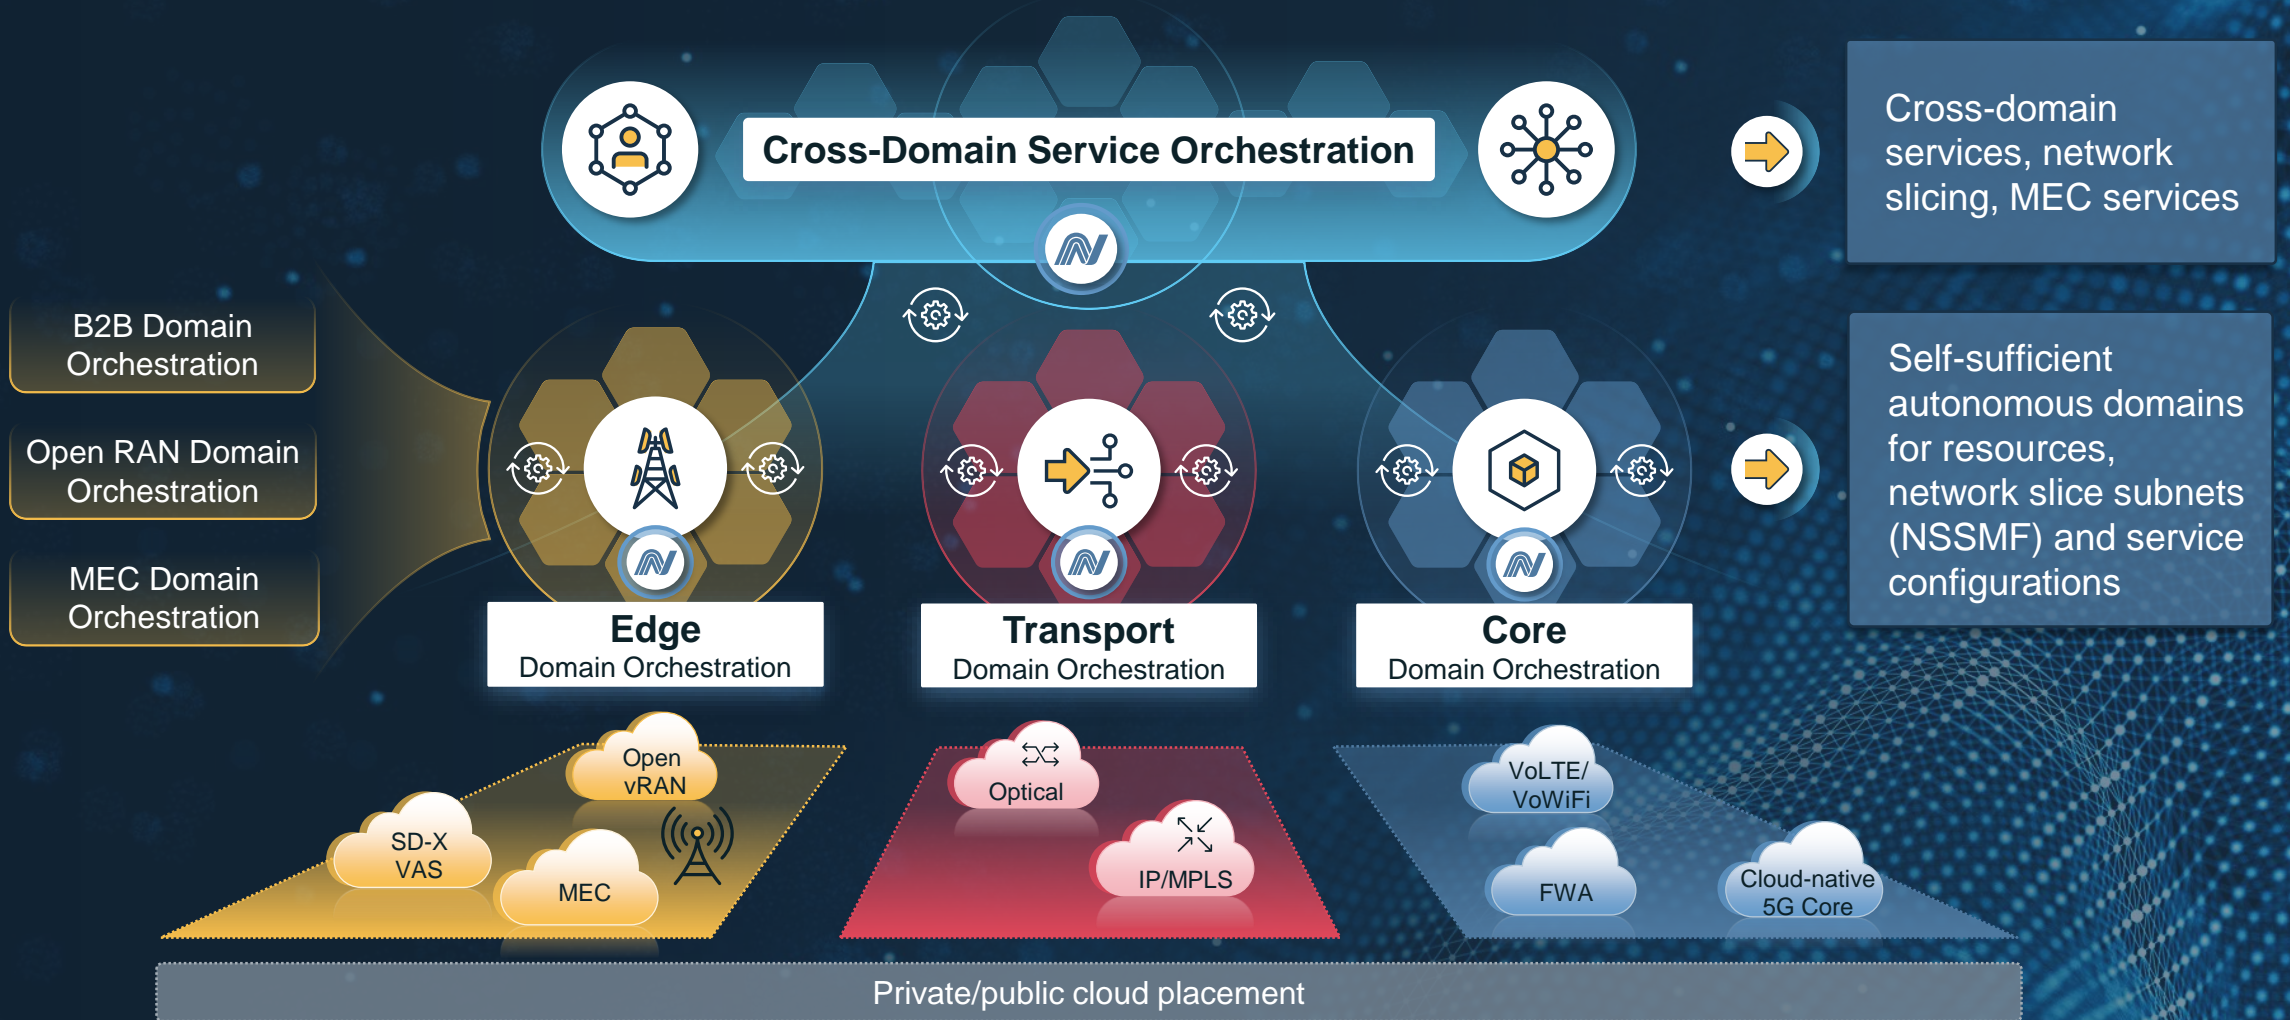 Cross-Domain Service Orchestration
Cross-domain
services, network
slicing, MEC services
B2B Domain
Orchestration
Open RAN Domain
Orchestration
MEC Domain
Orchestration
Self-sufficient
autonomous domains
for resources,
network slice subnets
(NSSMF) and service
configurations
Edge
Domain Orchestration
Transport
Domain Orchestration
Core
Domain Orchestration
Open
vRAN
SD-X
VAS
MEC
Optical
IP/MPLS
VoLTE/
VoWiFi
FWA
Cloud-native
5G Core
Private/public cloud placement